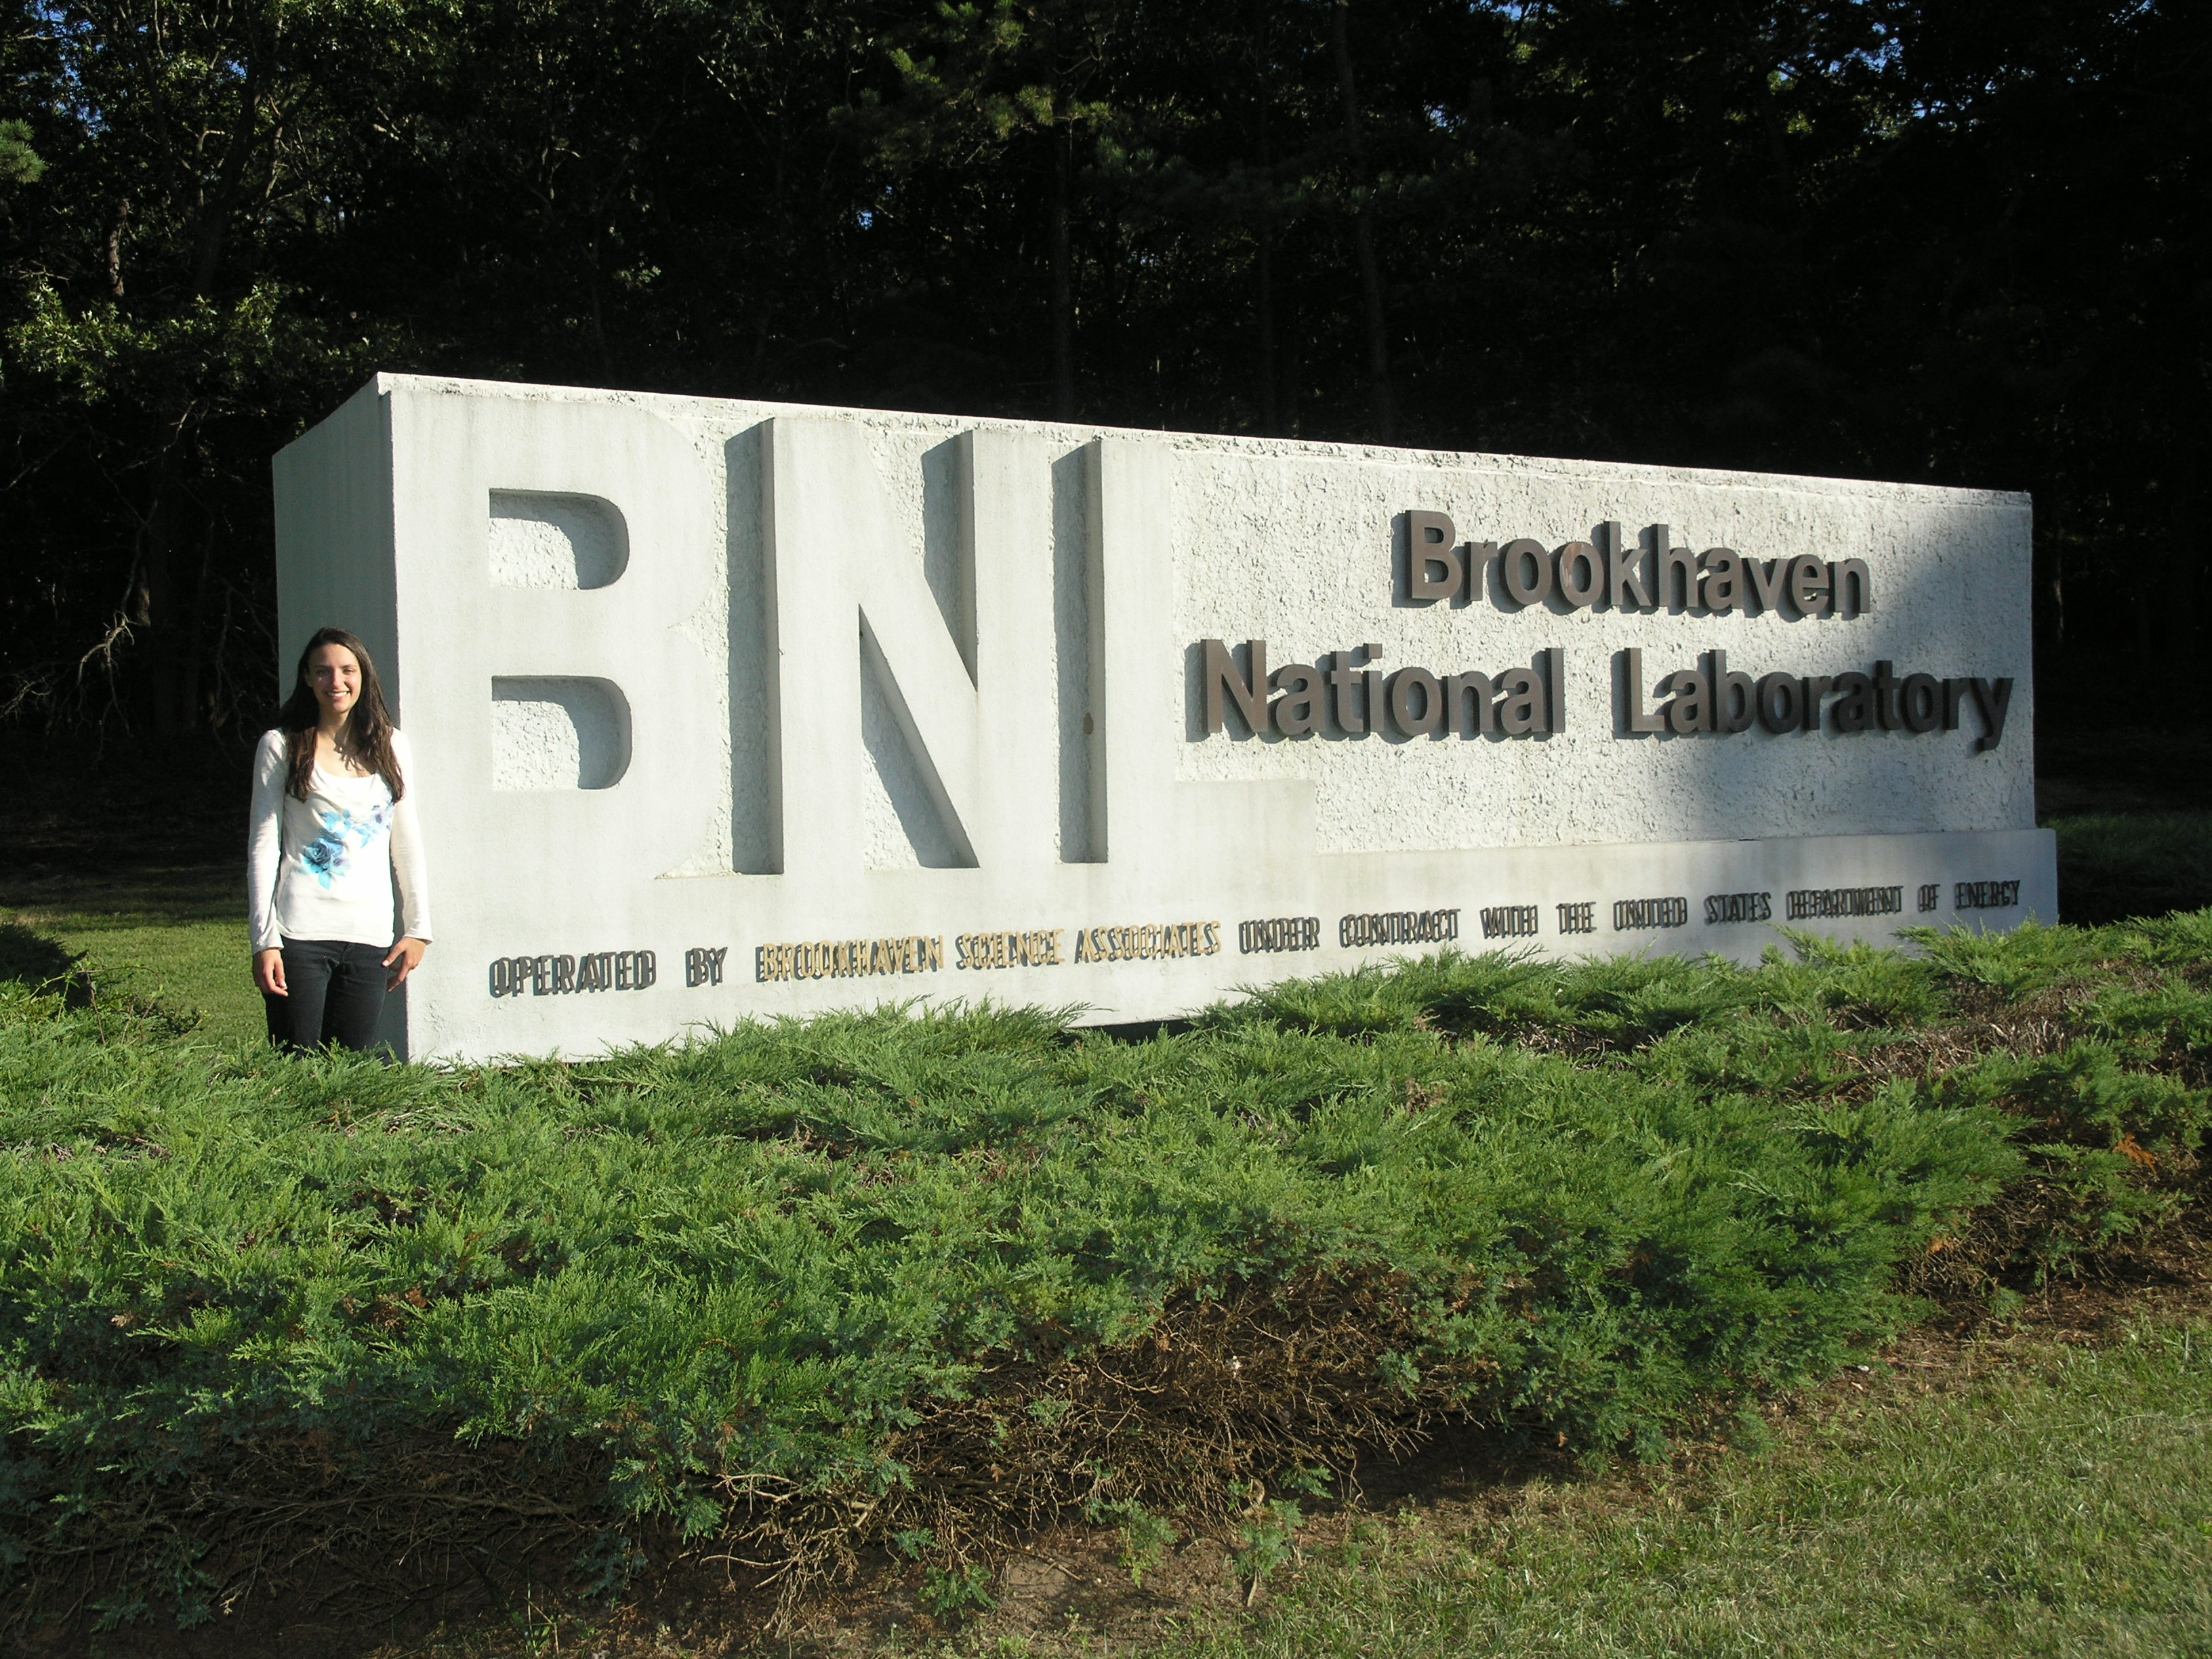 BNL
Brookhaven
National Laboratory
OPERATED BY BROOKHAVEN SCIENCE ASSOCIATES UNDER CONTRACT WITH THE UNITED STATES DEPARTMENT OF ENERGY